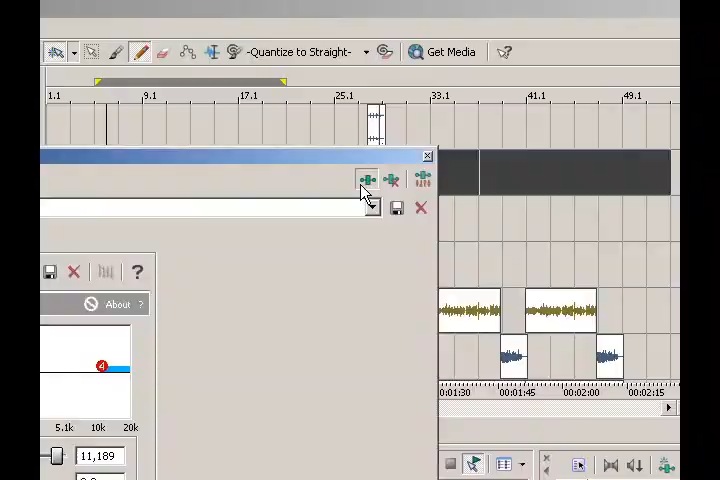 -Quantize to Straight- Get Media
1.1 9.1 17.1 25.1 33.1 41.1 49.1
?
About ?
4
5.1k 10k 20k
:00:01:30 00:01:45 00:02:00 00:02:15
11,189